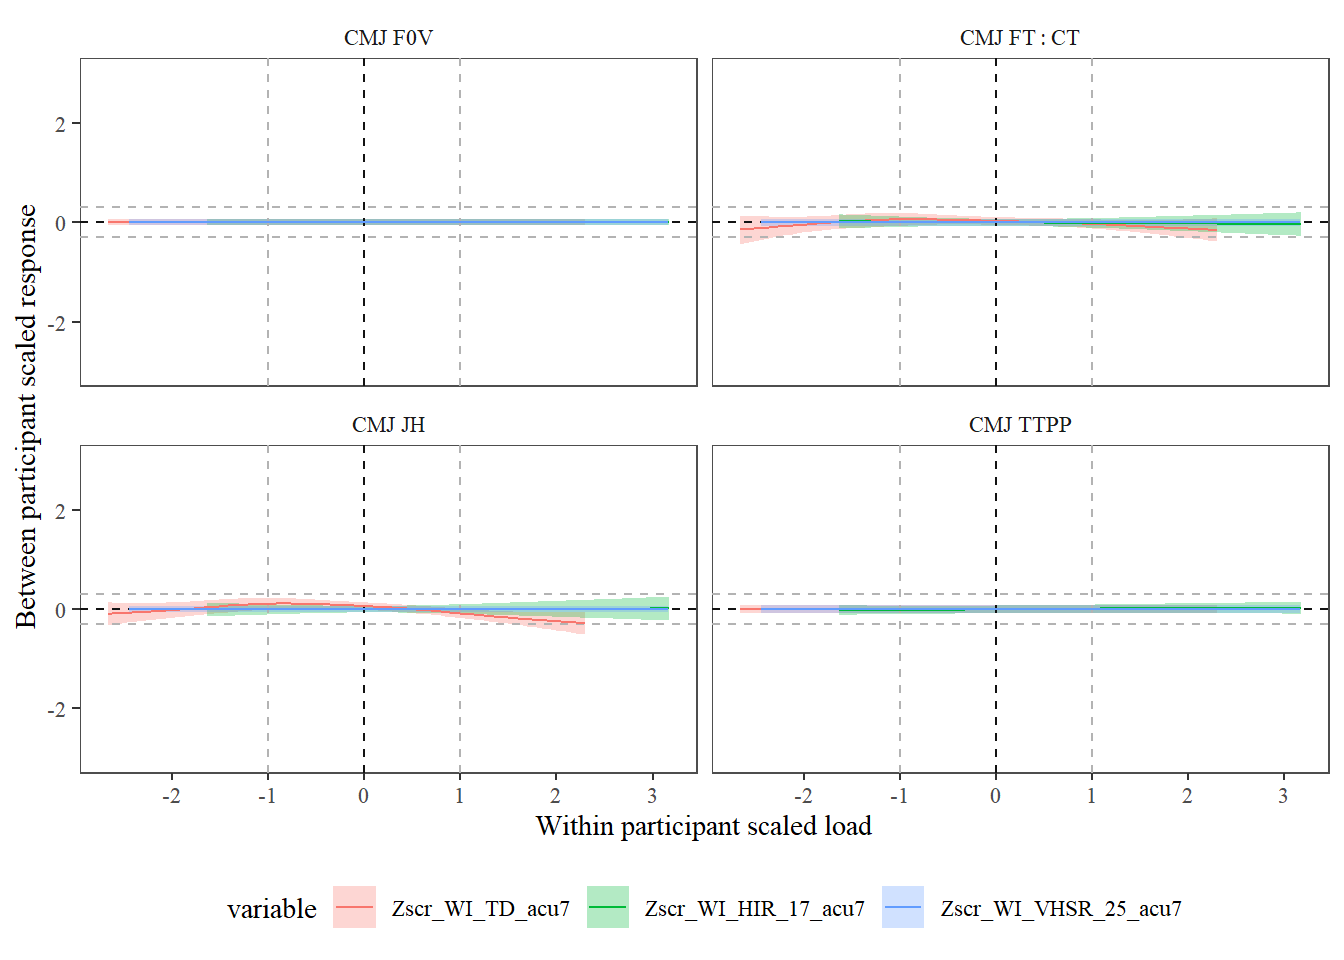 CMJ F0V
CMJ FT : CT
2
0
-2
CMJ JH
CMJ TTPP
2
0
-2
Between participant scaled response
-2 -1 0 1 2 3
-2 -1 0 1 2 3
Within participant scaled load
variable Zscr_WI_TD_acu7 Zscr_WI_HIR_17_acu7 Zscr_WI_VHSR_25_acu7